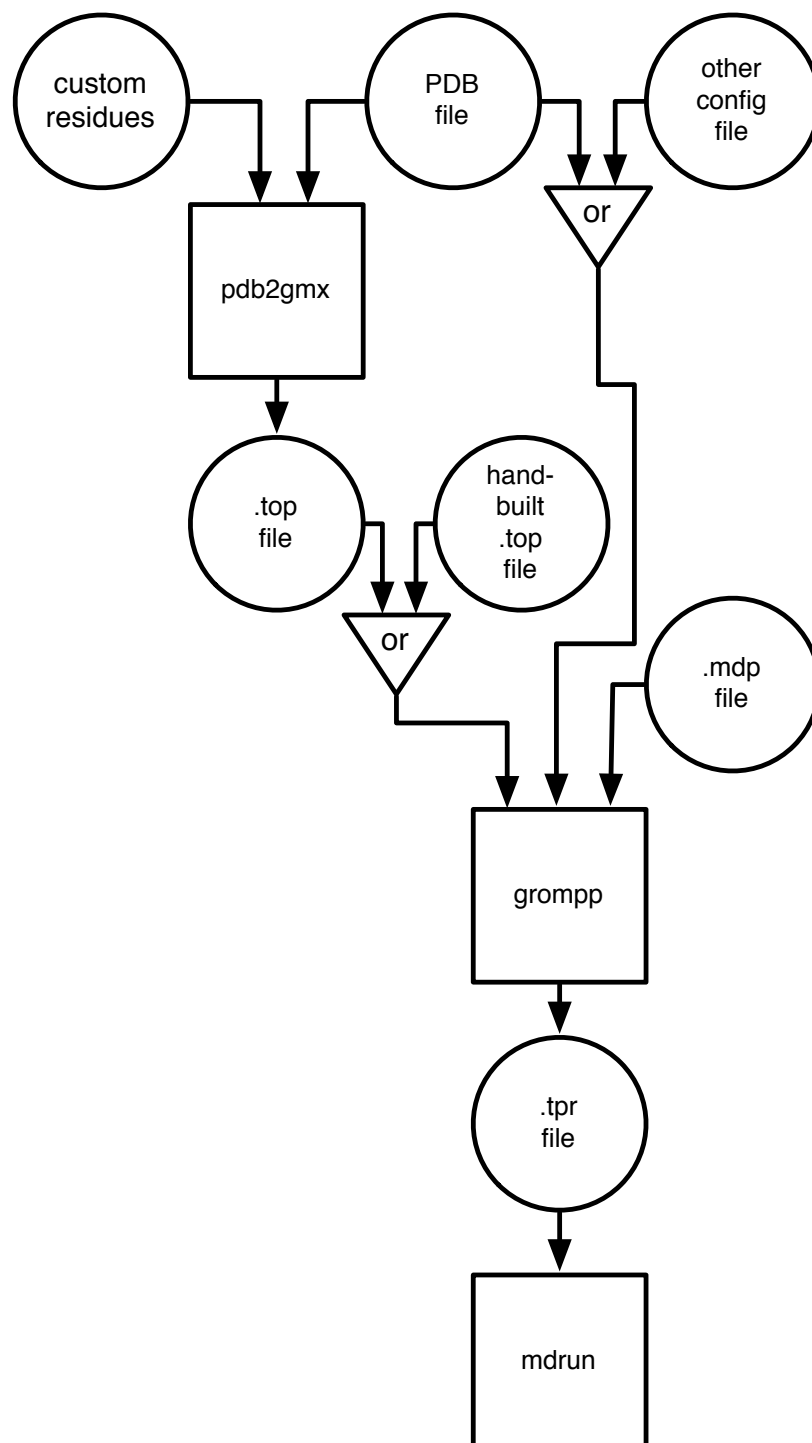 custom
residues
PDB
file
other
config
file
or
pdb2gmx
.top
file
hand-
built
.top
file
or
.mdp
file
grompp
.tpr
file
mdrun